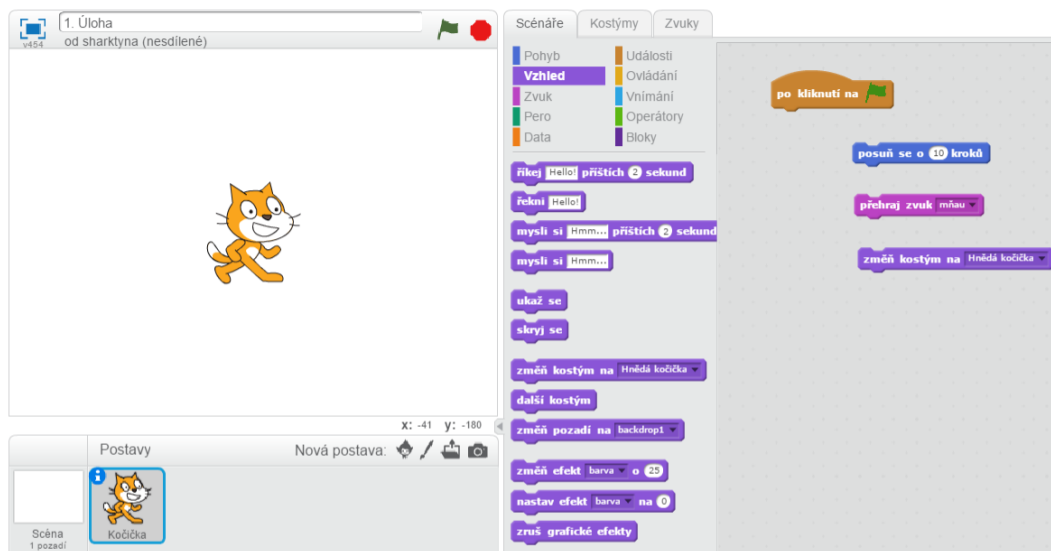 1. Úloha
od sharktyna (nesdílené)
v454
x: -41 y: -180
Postavy
Nová postava:
Scéna
1 pozadí
Kočička
Scénáře Kostýmy Zvuky
Pohyb Události
Vzhled Ovládání
Zvuk Vnímání
Pero Operátory
Data Bloky
říkej Hello! příštích 2 sekund
řekni Hello!
mysli si Hmm... příštích 2 sekund
mysli si Hmm...
ukaž se
skryj se
změň kostým na Hnědá kočička
další kostým
změň pozadí na backdrop1
změň efekt barva o 25
nastav efekt barva na 0
zruš grafické efekty
po kliknutí na
posuň se o 10 kroků
přehraj zvuk mňau
změň kostým na Hnědá kočička